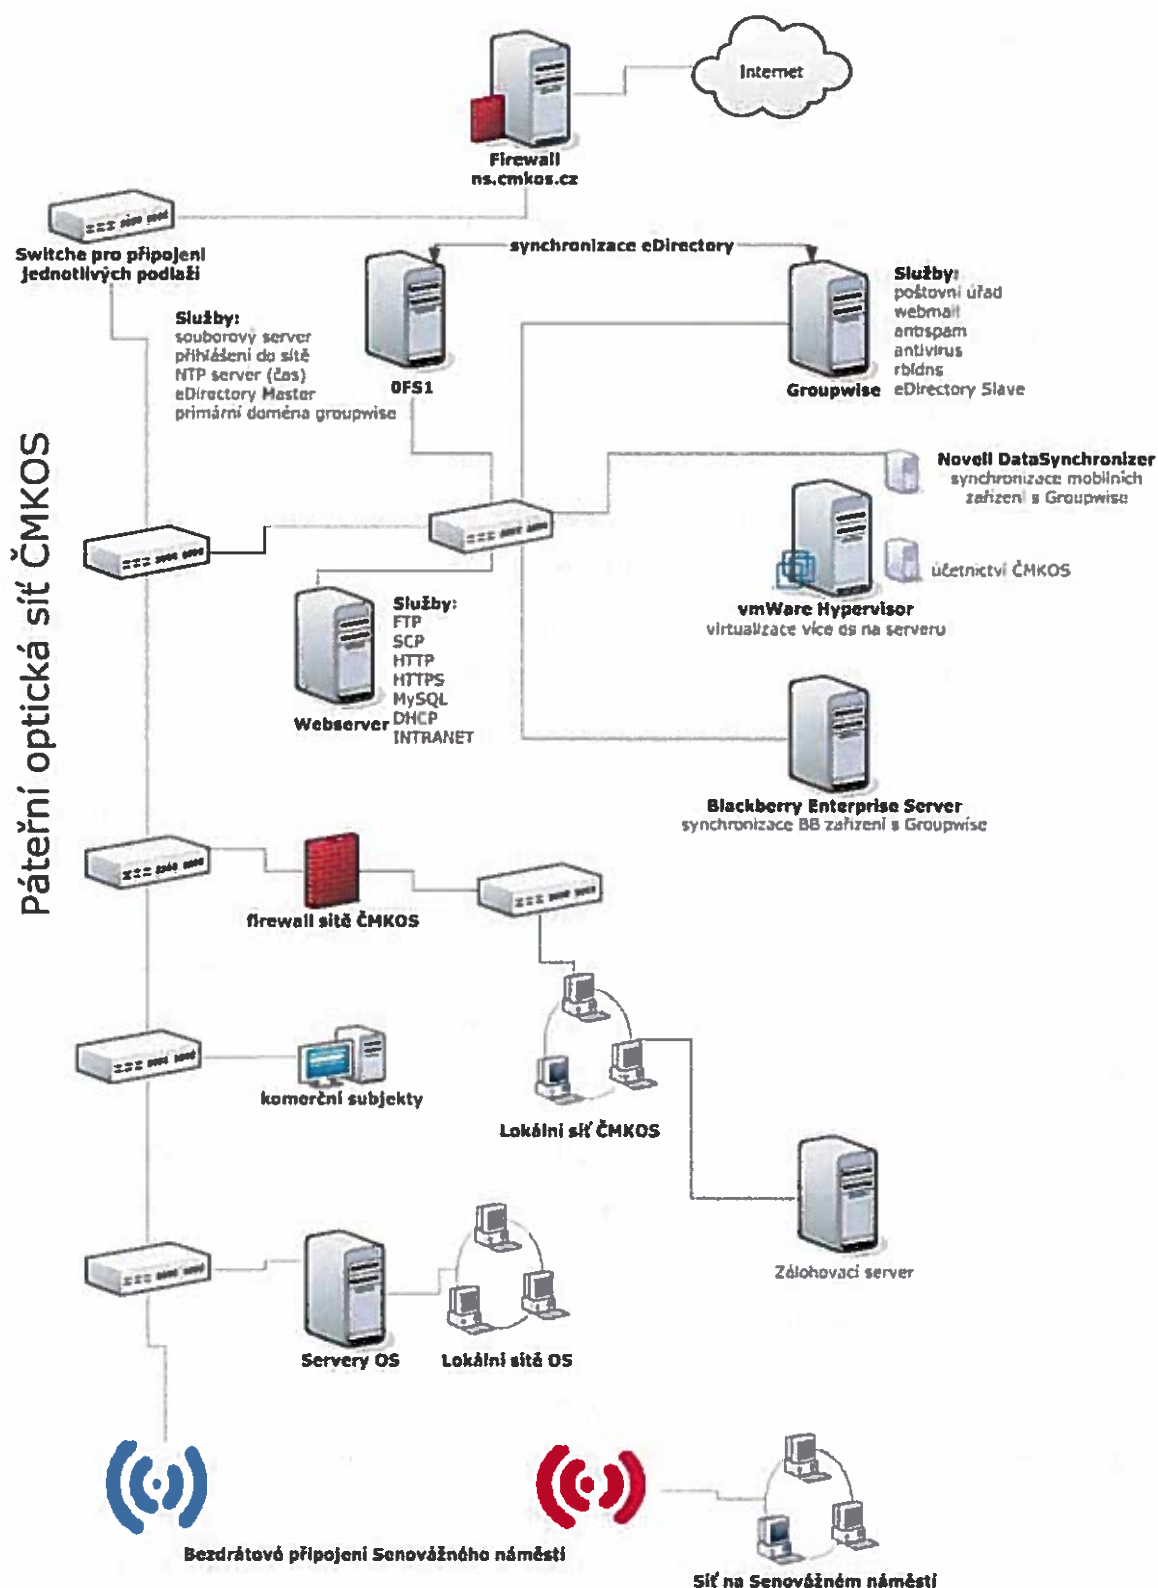 Internet
Firewall
ns.cmkos.cz
Switche pro připojení
jednotlivých podlaží
synchronizace eDirectory
Služby:
souborový server
přihlášení do sítě
NTP server (čas)
eDirectory Master
primární doména groupwise
OFS1
Groupwise
Služby:
poštovní úřad
webmail
antispam
antivirus
rbldns
eDirectory Slave
Páteřní optická síť ČMKOS
Novell DataSynchronizer
synchronizace mobilních
zařízení s Groupwise
účetnictví ČMKOS
vmWare Hypervisor
virtualizace více os na serveru
Webserver
Služby:
FTP
SCP
HTTP
HTTPS
MySQL
DHCP
INTRANET
Blackberry Enterprise Server
synchronizace BB zařízení s Groupwise
firewall sítě ČMKOS
komerční subjekty
Lokální síť ČMKOS
Zálohovací server
Servery OS
Lokální sítě OS
Bezdrátové připojení Senovážného náměstí
Síť na Senovážném náměstí